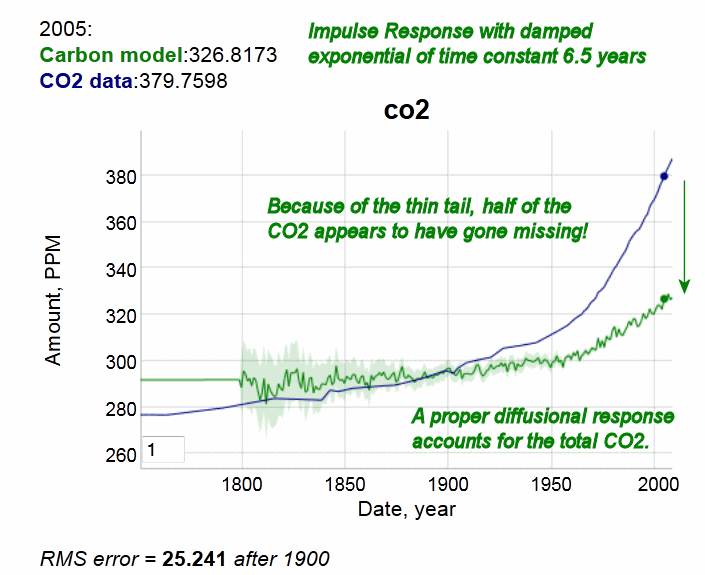 2005:
Carbon model:326.8173
CO2 data:379.7598
Impulse Response with damped
exponential of time constant 6.5 years
co2
380
360
340
320
300
280
260
Amount, PPM
Because of the thin tail, half of the
CO2 appears to have gone missing!
A proper diffusional response
accounts for the total CO2.
1
1800
1850
1900
1950
2000
Date, year
RMS error = 25.241 after 1900